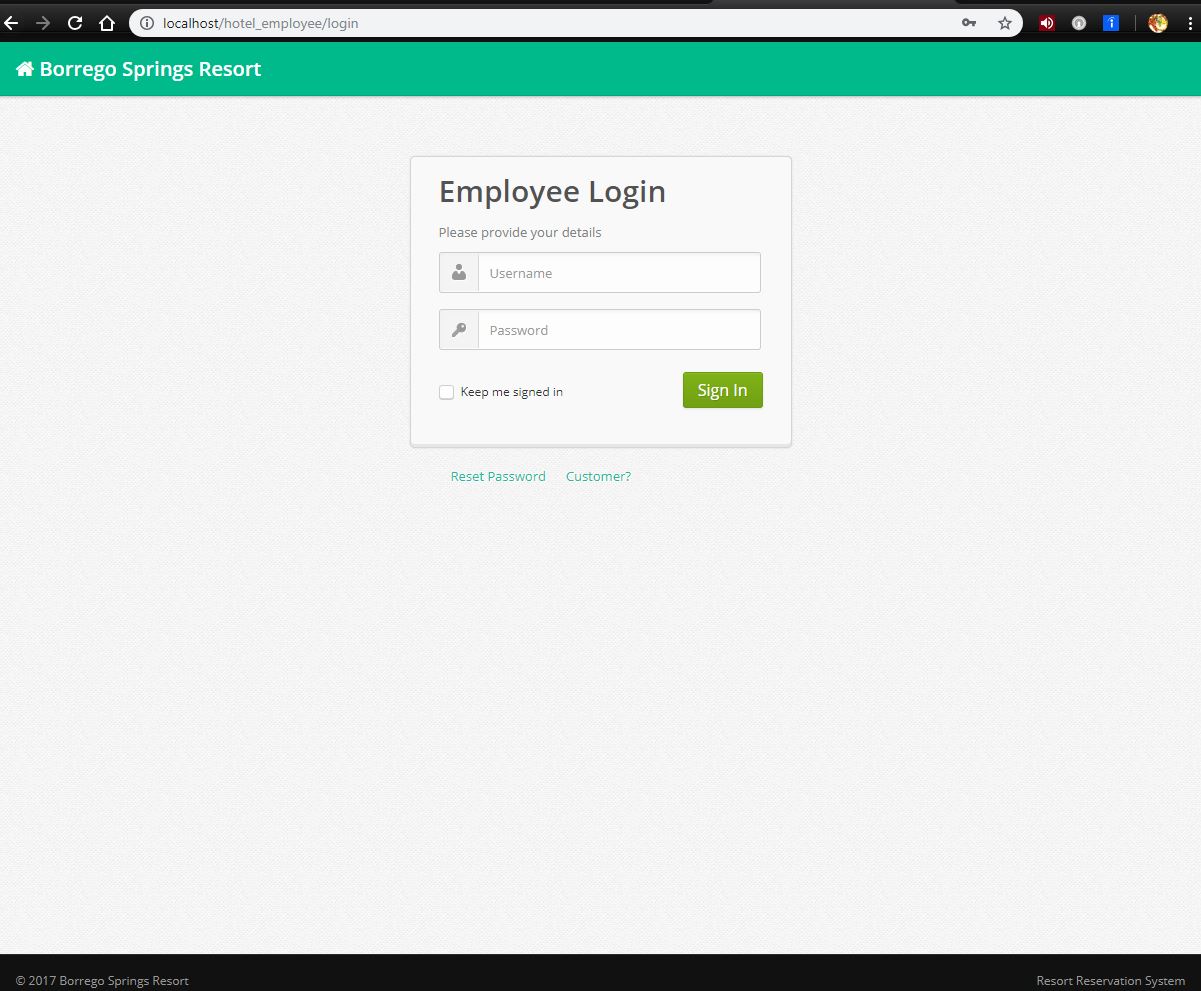 localhost/hotel_employee/login
Borrego Springs Resort
Employee Login
Please provide your details
Username
Password
Keep me signed in
Sign In
Reset Password Customer?
© 2017 Borrego Springs Resort
Resort Reservation System